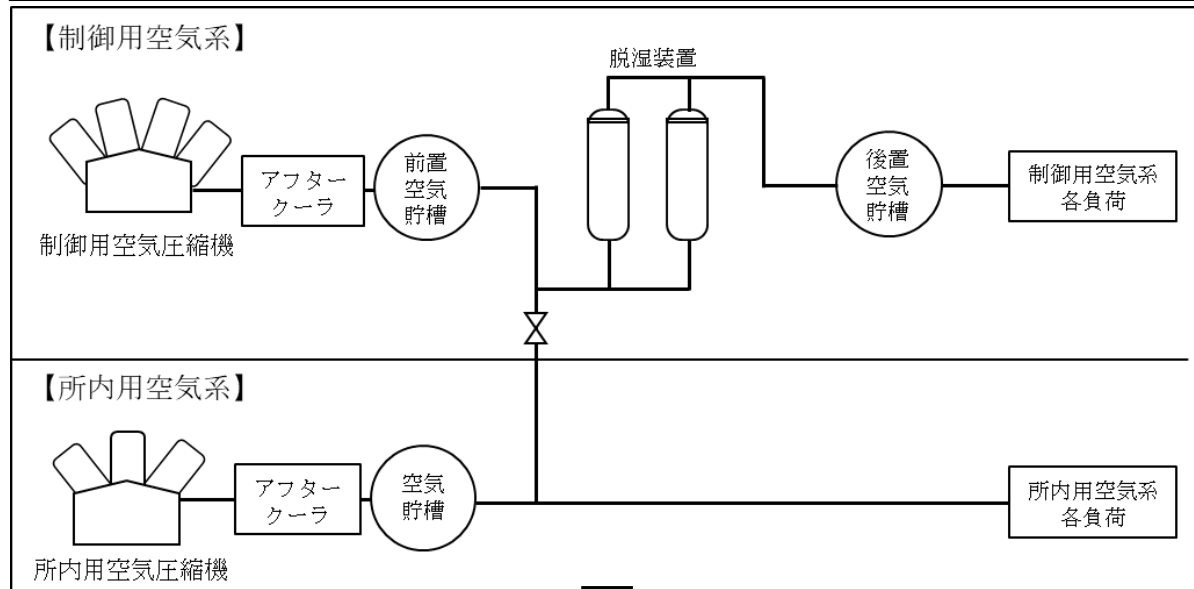 【制御用空気系】
脱湿装置
制御用空気圧縮機
アフター
クーラ
前置
空気
貯槽
後置
空気
貯槽
制御用空気系
各負荷
【所内用空気系】
所内用空気圧縮機
アフター
クーラ
空気
貯槽
所内用空気系
各負荷